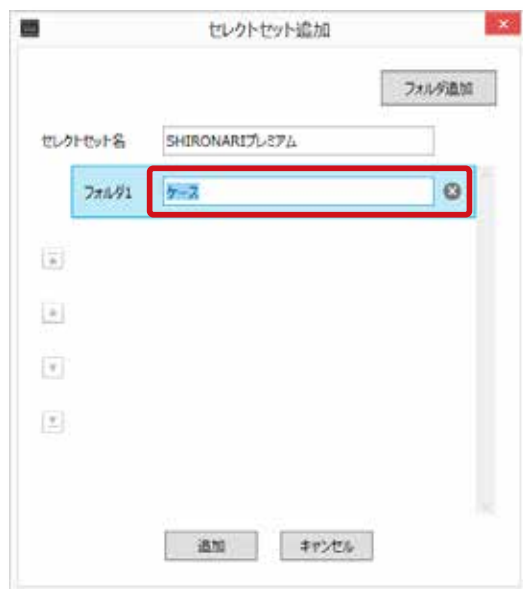 セレクトセット追加
フォルダ追加
セレクトセット名 SHIRONARIプレミアム
フォルダ1 ケース
追加 キャンセル